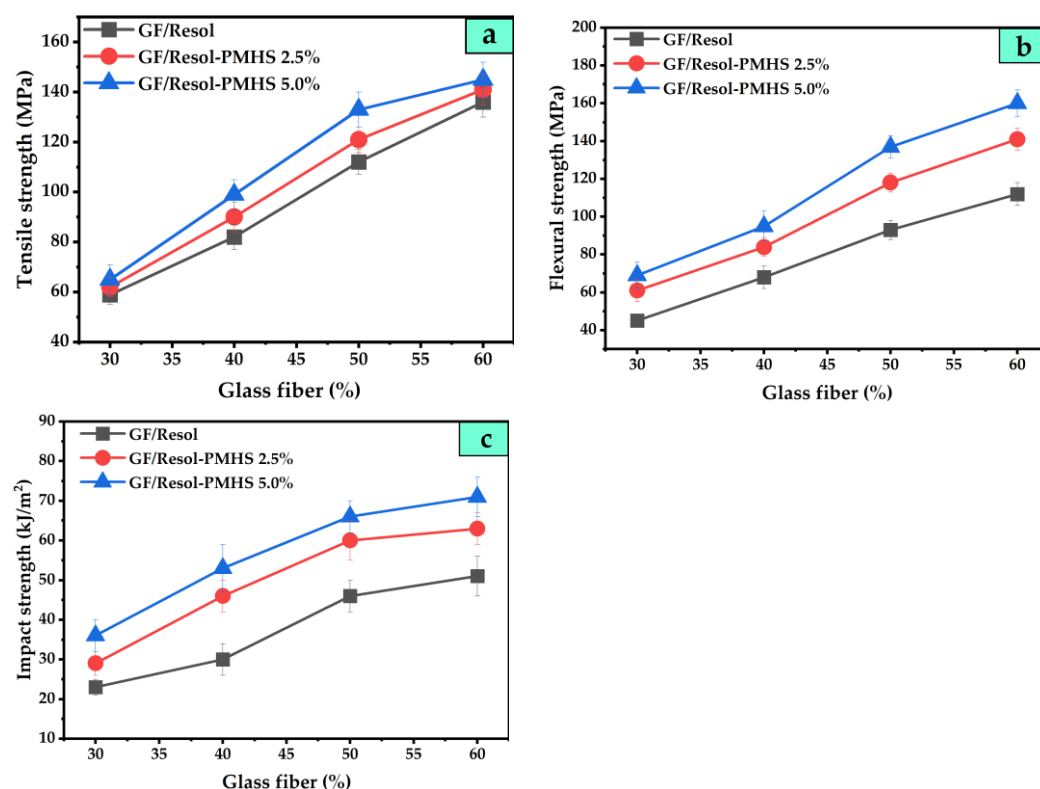 a
GF/Resol
GF/Resol-PMHS 2.5%
GF/Resol-PMHS 5.0%
Tensile strength (MPa)
160
140
120
100
80
60
40
30 35 40 45 50 55 60
Glass fiber (%)
b
GF/Resol
GF/Resol-PMHS 2.5%
GF/Resol-PMHS 5.0%
Flexural strength (MPa)
200
180
160
140
120
100
80
60
40
30 35 40 45 50 55 60
Glass fiber (%)
c
GF/Resol
GF/Resol-PMHS 2.5%
GF/Resol-PMHS 5.0%
Impact strength (kJ/m²)
90
80
70
60
50
40
30
20
10
30 35 40 45 50 55 60
Glass fiber (%)